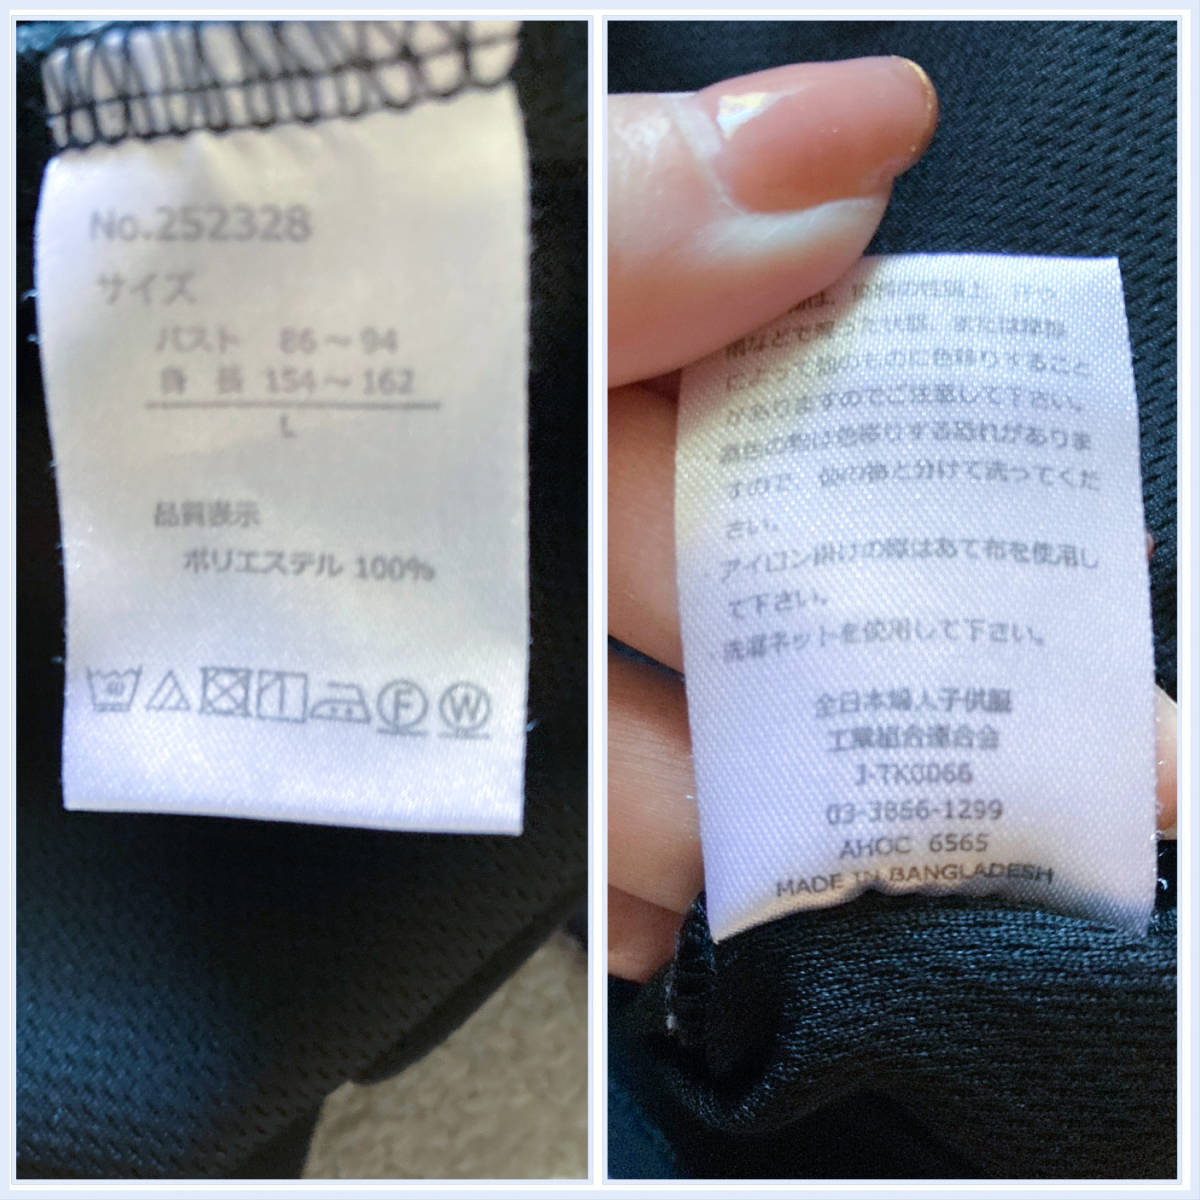 No.252328
サイズ
バスト 86～94
身 長 154～162
L
品質表示
ポリエステル 100%
40
F
W
性質上、汗や
雨などで湿った状態、または摩擦
によって他のものに色移りすること
がありますのでご注意して下さい。
濃色の物は色移りする恐れがありま
すので、他の物と分けて洗ってくだ
さい。
・アイロン掛けの際はあて布を使用し
て下さい。
・洗濯ネットを使用して下さい。
全日本婦人子供服
工業組合連合会
J-TK0066
03-3866-1299
AHOC 6565
MADE IN BANGLADESH